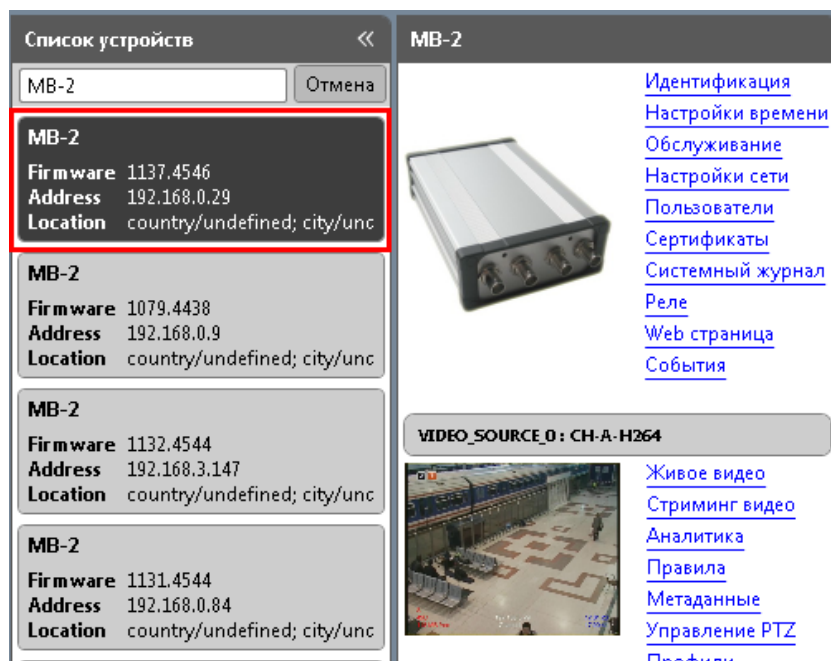 Список устройств «
MB-2
Отмена
MB-2
Firmware 1137.4546
Address 192.168.0.29
Location country/undefined; city/unc
MB-2
Firmware 1079.4438
Address 192.168.0.9
Location country/undefined; city/unc
MB-2
Firmware 1132.4544
Address 192.168.3.147
Location country/undefined; city/unc
MB-2
Firmware 1131.4544
Address 192.168.0.84
Location country/undefined; city/unc
MB-2
Идентификация
Настройки времени
Обслуживание
Настройки сети
Пользователи
Сертификаты
Системный журнал
Реле
Web страница
События
VIDEO_SOURCE_0 : CH-A-H264
Живое видео
Стриминг видео
Аналитика
Правила
Метаданные
Управление PTZ
Профили